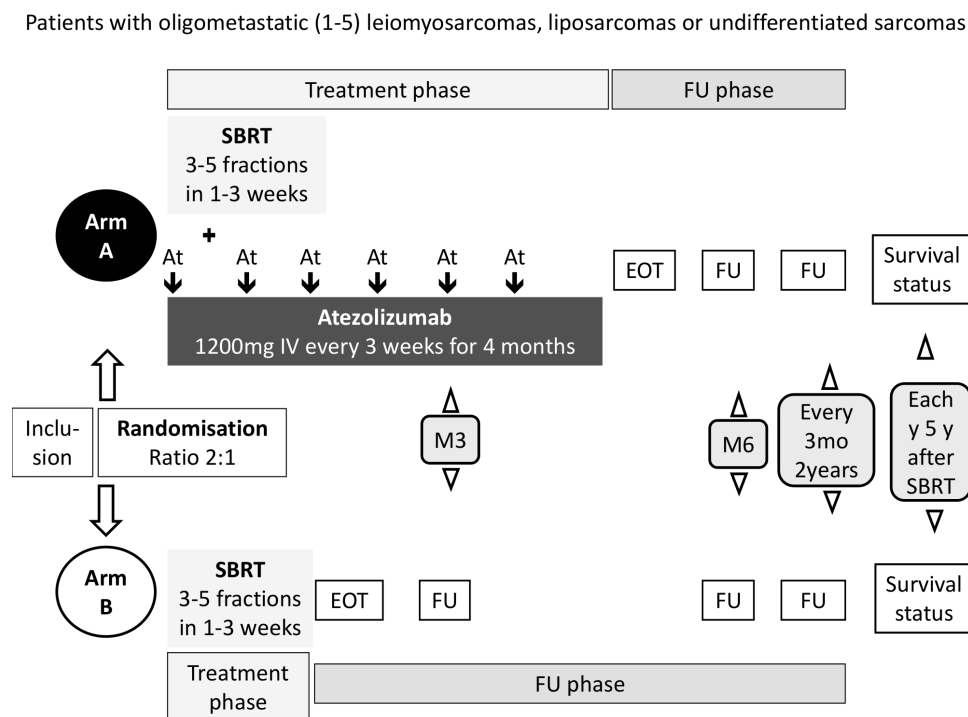 Patients with oligometastatic (1-5) leiomyosarcomas, liposarcomas or undifferentiated sarcomas
Treatment phase
FU phase
SBRT
3-5 fractions
in 1-3 weeks
Arm
A
+
At At At At At At
EOT
FU
FU
Survival
status
Atezolizumab
1200mg IV every 3 weeks for 4 months
Inclu-
sion
Randomisation
Ratio 2:1
M3
M6
Every
3mo
2years
Each
y 5 y
after
SBRT
Arm
B
SBRT
3-5 fractions
in 1-3 weeks
EOT
FU
FU
FU
Survival
status
Treatment
phase
FU phase